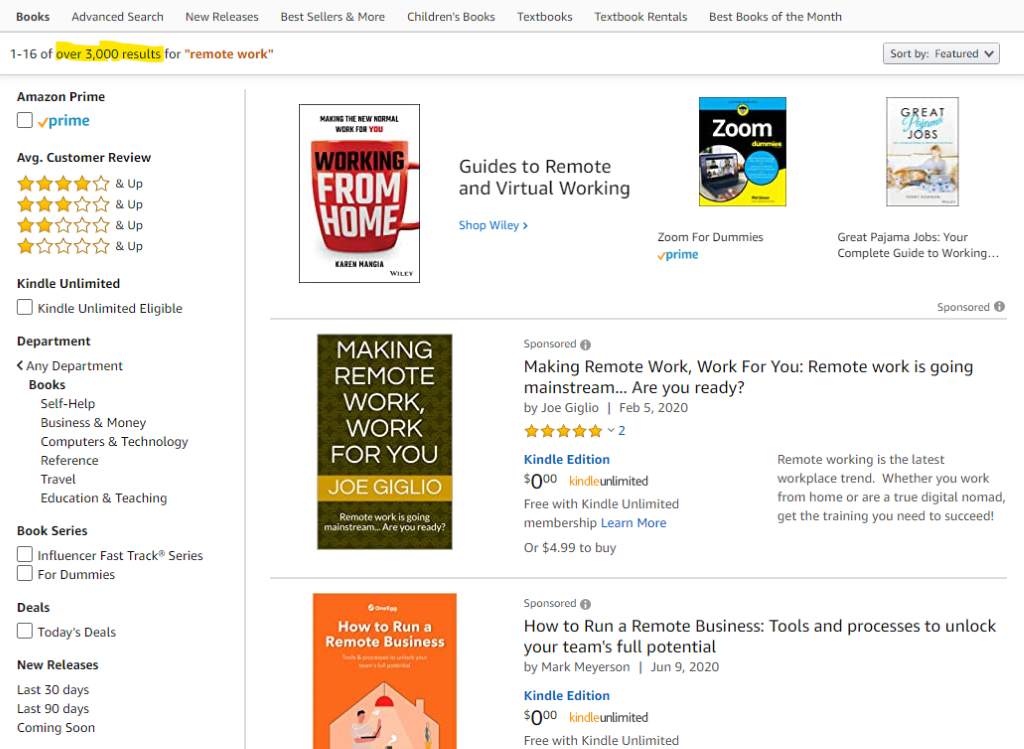 Books Advanced Search New Releases Best Sellers & More Children's Books Textbooks Textbook Rentals Best Books of the Month
1-16 of over 3,000 results for "remote work"
Sort by: Featured
Amazon Prime
prime
Avg. Customer Review
& Up
& Up
& Up
& Up
Kindle Unlimited
Kindle Unlimited Eligible
Department
Any Department
Books
Self-Help
Business & Money
Computers & Technology
Reference
Travel
Education & Teaching
Book Series
Influencer Fast Track® Series
For Dummies
Deals
Today's Deals
New Releases
Last 30 days
Last 90 days
Coming Soon
MAKING THE NEW NORMAL
WORK FOR YOU
WORKING
FROM
HOME
KAREN MANGIA
WILEY
Guides to Remote
and Virtual Working
Shop Wiley
Zoom
dummies
Zoom For Dummies
prime
GREAT
Pajama
JOBS
Great Pajama Jobs: Your
Complete Guide to Working...
Sponsored
MAKING
REMOTE
WORK,
WORK
FOR YOU
JOE GIGLIO
Remote work is going
mainstream... Are you ready?
Sponsored
Making Remote Work, Work For You: Remote work is going
mainstream... Are you ready?
by Joe Giglio | Feb 5, 2020
2
Kindle Edition
$000 kindleunlimited
Free with Kindle Unlimited
membership Learn More
Or $4.99 to buy
Remote working is the latest
workplace trend. Whether you work
from home or are a true digital nomad,
get the training you need to succeed!
OneEgg
How to Run a
Remote Business
Tools & processes to unlock your
team's full potential
Sponsored
How to Run a Remote Business: Tools and processes to unlock
your team's full potential
by Mark Meyerson | Jun 9, 2020
Kindle Edition
$000 kindleunlimited
Free with Kindle Unlimited